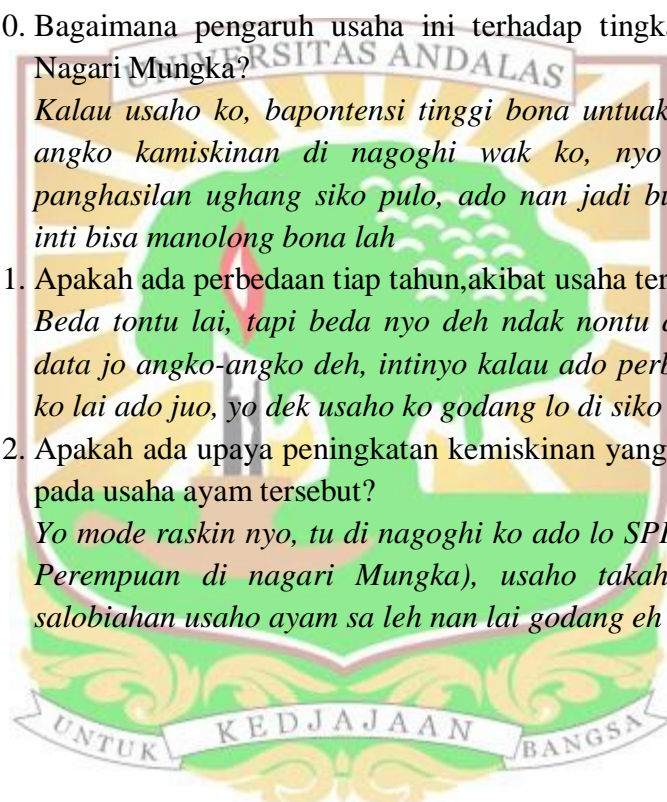 0. Bagaimana pengaruh usaha ini terhadap tingka
Nagari Mungka?
UNIVERSITAS ANDALAS
Kalau usaho ko, bapontensi tinggi bona untuak
angko kamiskinan di nagoghi wak ko, nyo
panghasilan ughang siko pulo, ado nan jadi bu
inti bisa manolong bona lah
1. Apakah ada perbedaan tiap tahun,akibat usaha ter
Beda tontu lai, tapi beda nyo deh ndak nontu
data jo angko-angko deh, intinyo kalau ado perb
ko lai ado juo, yo dek usaho ko godang lo di siko
2. Apakah ada upaya peningkatan kemiskinan yang
pada usaha ayam tersebut?
Yo mode raskin nyo, tu di nagoghi ko ado lo SPP
Perempuan di nagari Mungka), usaho takah
salobiahan usaho ayam sa leh nan lai godang eh
UNTUK KEDJAJAAN BANGSA